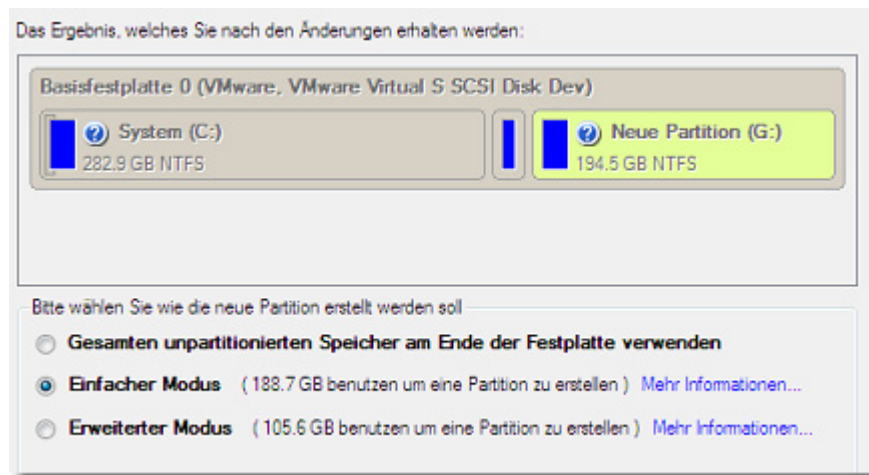 Das Ergebnis, welches Sie nach den Änderungen erhalten werden:
Basisfestplatte 0 (VMware, VMware Virtual S SCSI Disk Dev)
System (C:)
282.9 GB NTFS
Neue Partition (G:)
194.5 GB NTFS
Bitte wählen Sie wie die neue Partition erstellt werden soll
Gesamten unpartitionierten Speicher am Ende der Festplatte verwenden
Einfacher Modus ( 188.7 GB benutzen um eine Partition zu erstellen ) Mehr Informationen...
Erweiterter Modus ( 105.6 GB benutzen um eine Partition zu erstellen ) Mehr Informationen...